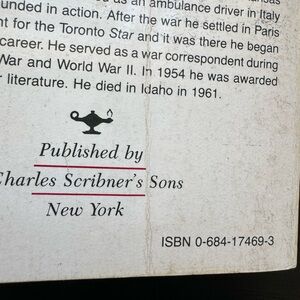 as an ambulance driver in Italy
unded in action. After the war he settled in Paris
nt for the Toronto Star and it was there he began
career. He served as a war correspondent during
War and World War II. In 1954 he was awarded
r literature. He died in Idaho in 1961.
Published by
Charles Scribner's Sons
New York
ISBN 0-684-17469-3